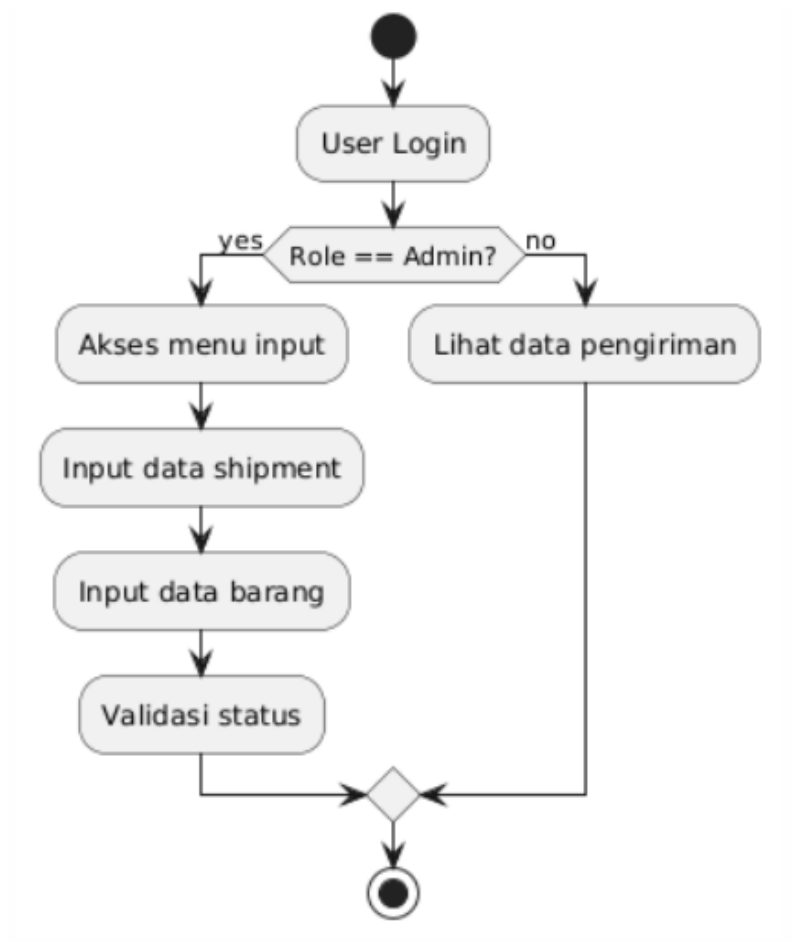 User Login
yes
Role == Admin?
no
Akses menu input
Lihat data pengiriman
Input data shipment
Input data barang
Validasi status